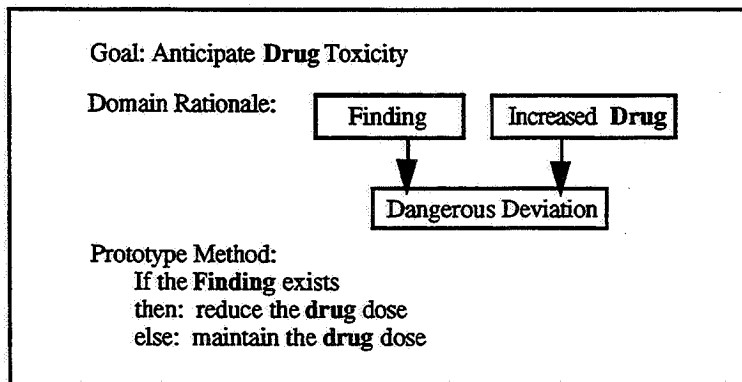 Goal: Anticipate Drug Toxicity
Domain Rationale:
Finding
Increased Drug
Dangerous Deviation
Prototype Method:
If the Finding exists
then: reduce the drug dose
else: maintain the drug dose